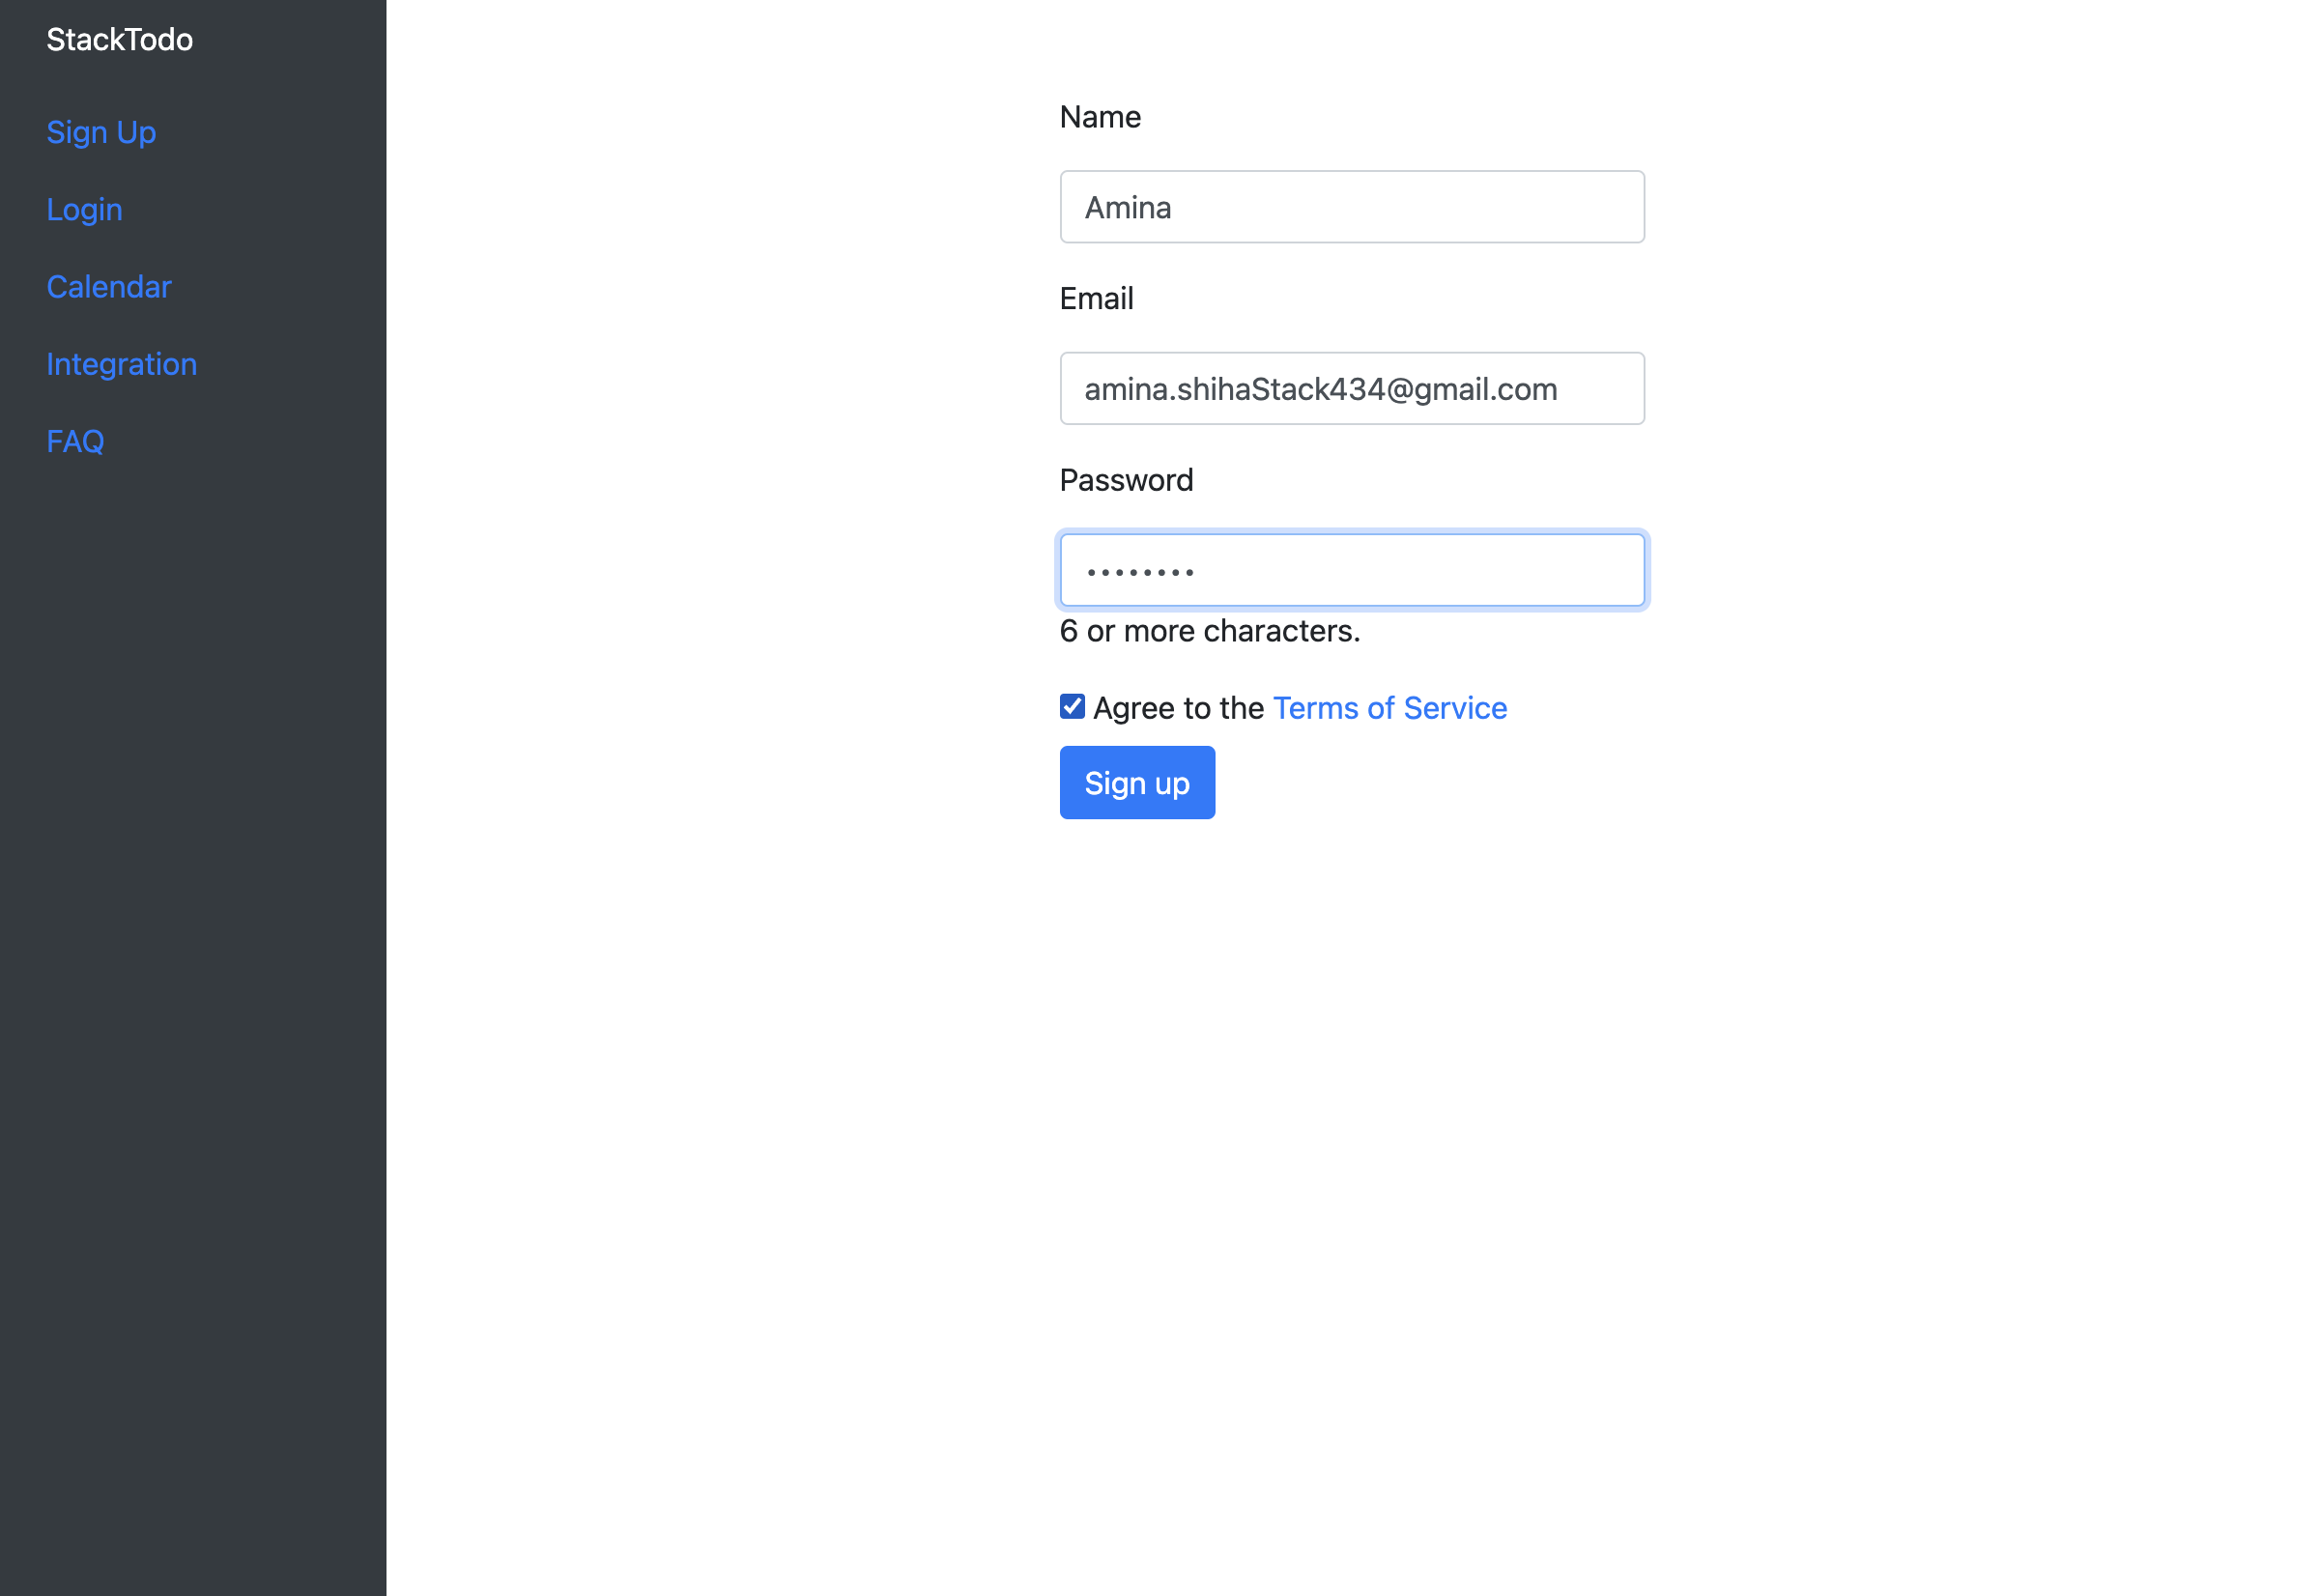 StackTodo
Sign Up
Login
Calendar
Integration
FAQ
Name
Amina
Email
amina.shihaStack434@gmail.com
Password
••••••••
6 or more characters.
Agree to the Terms of Service
Sign up